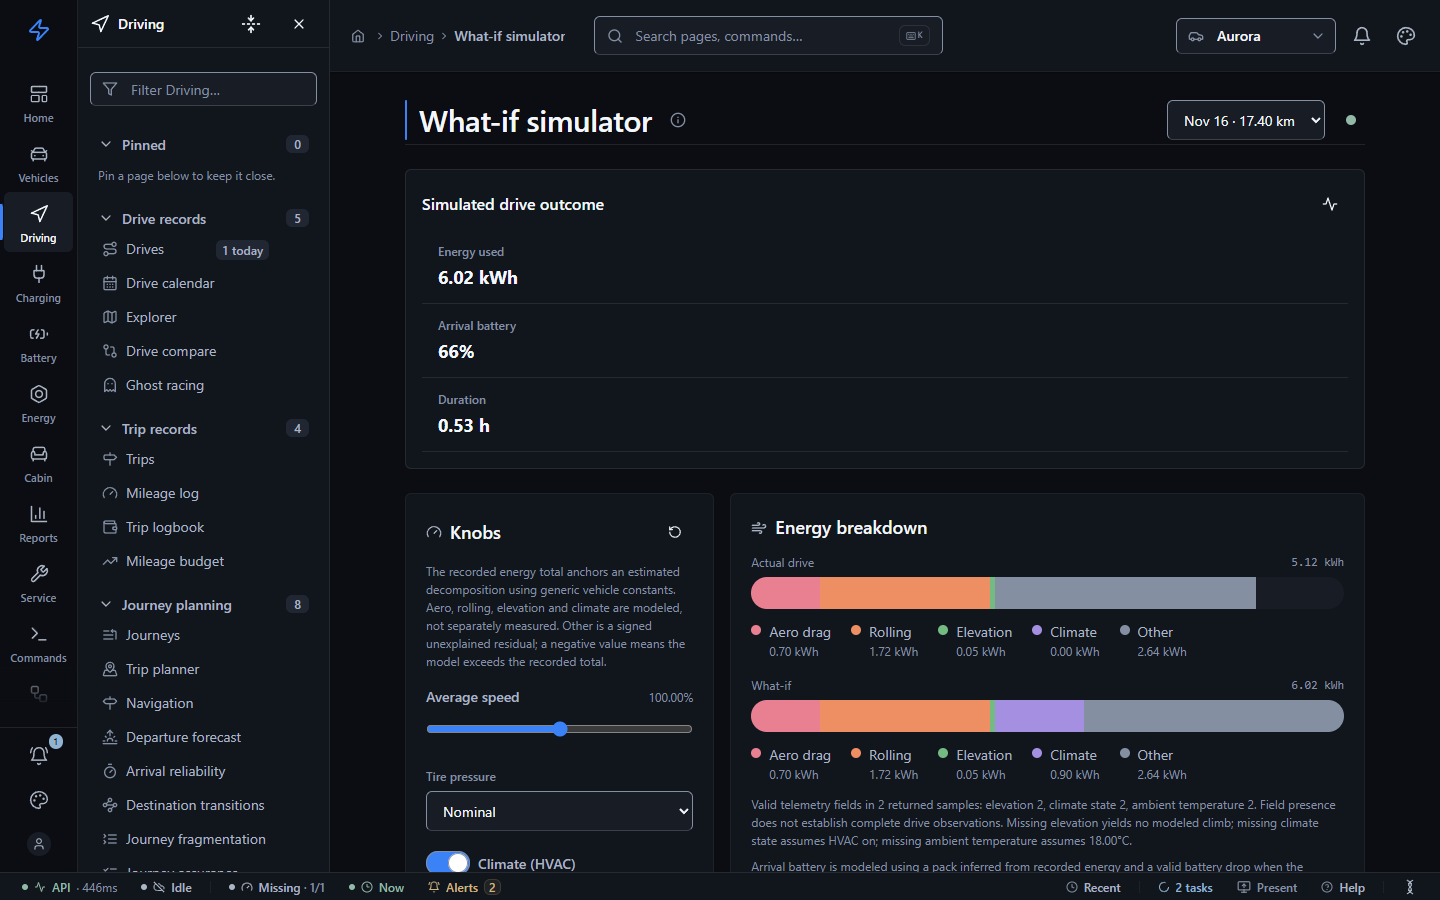 Driving
Driving
What-if simulator
Search pages, commands...
K
Aurora
Home
Vehicles
Driving
Charging
Battery
Energy
Cabin
Reports
Service
Commands
1
Filter Driving...
Pinned
0
Pin a page below to keep it close.
Drive records
5
Drives
1 today
Drive calendar
Explorer
Drive compare
Ghost racing
Trip records
4
Trips
Mileage log
Trip logbook
Mileage budget
Journey planning
8
Journeys
Trip planner
Navigation
Departure forecast
Arrival reliability
Destination transitions
Journey fragmentation
What-if simulator
Nov 16 · 17.40 km
Simulated drive outcome
Energy used
6.02 kWh
Arrival battery
66%
Duration
0.53 h
Knobs
The recorded energy total anchors an estimated
decomposition using generic vehicle constants.
Aero, rolling, elevation and climate are modeled,
not separately measured. Other is a signed
unexplained residual; a negative value means the
model exceeds the recorded total.
Average speed
100.00%
Tire pressure
Nominal
Climate (HVAC)
Energy breakdown
Actual drive
5.12 kWh
Aero drag
0.70 kWh
Rolling
1.72 kWh
Elevation
0.05 kWh
Climate
0.00 kWh
Other
2.64 kWh
What-if
6.02 kWh
Aero drag
0.70 kWh
Rolling
1.72 kWh
Elevation
0.05 kWh
Climate
0.90 kWh
Other
2.64 kWh
Valid telemetry fields in 2 returned samples: elevation 2, climate state 2, ambient temperature 2. Field presence
does not establish complete drive observations. Missing elevation yields no modeled climb; missing climate
state assumes HVAC on; missing ambient temperature assumes 18.00°C.
Arrival battery is modeled using a pack inferred from recorded energy and a valid battery drop when the
API · 446ms
Idle
Missing · 1/1
Now
Alerts 2
Recent
2 tasks
Present
Help